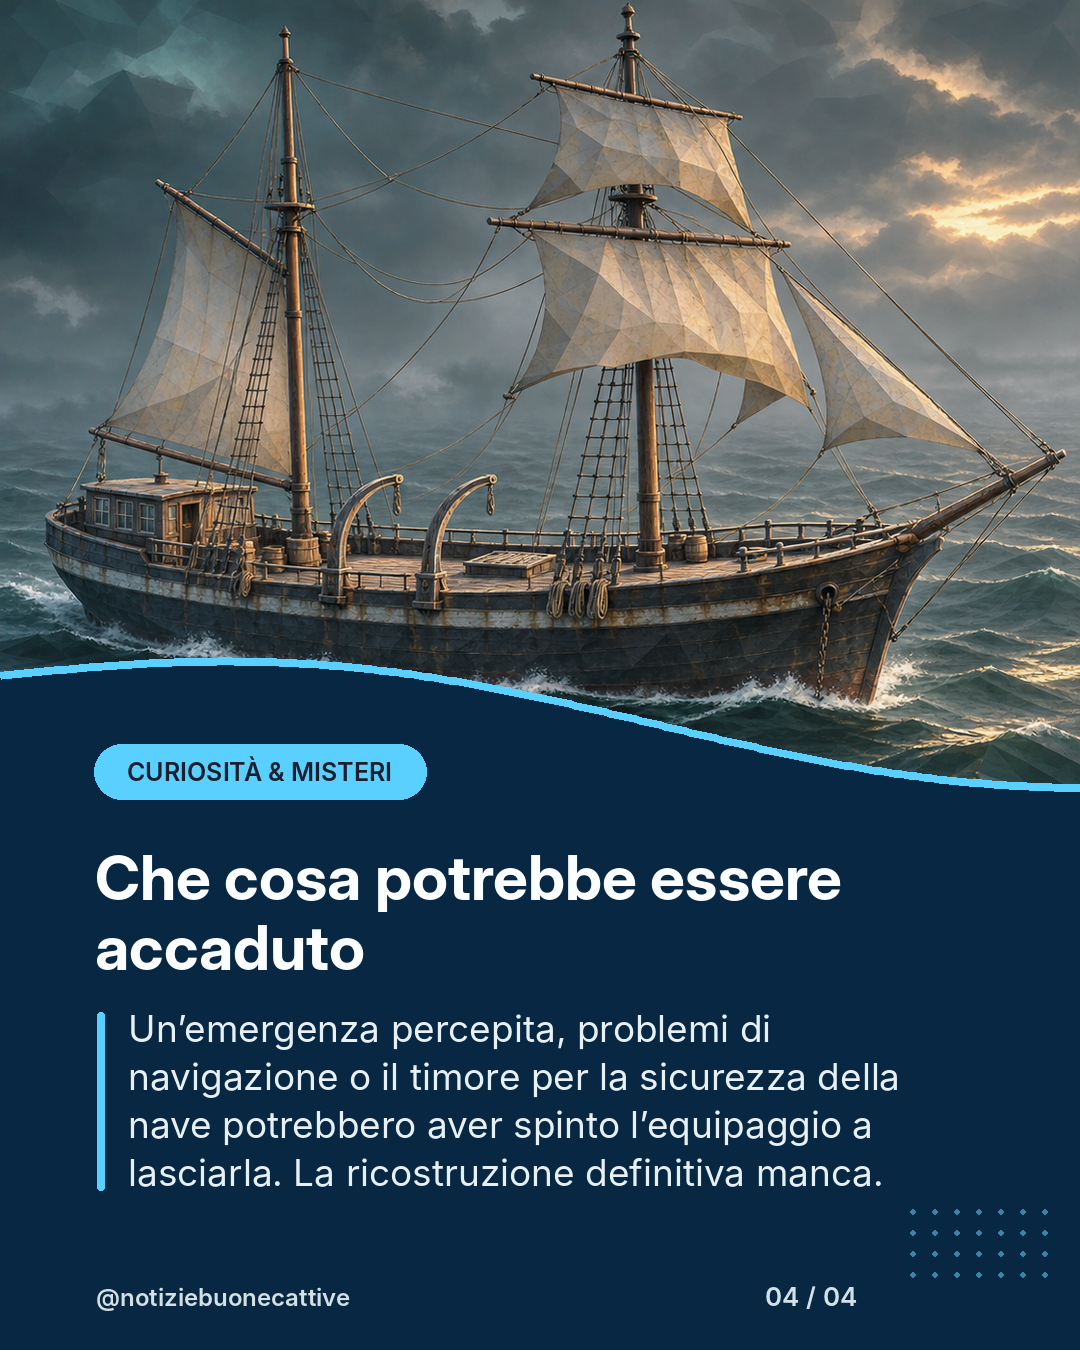 CURIOSITÀ & MISTERI
Che cosa potrebbe essere
accaduto
Un’emergenza percepita, problemi di
navigazione o il timore per la sicurezza della
nave potrebbero aver spinto l’equipaggio a
lasciarla. La ricostruzione definitiva manca.
@notiziebuonecattive
04 / 04